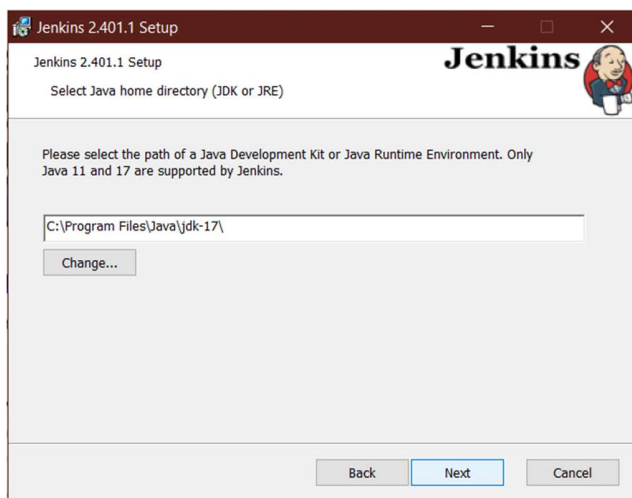 Jenkins 2.401.1 Setup
Jenkins 2.401.1 Setup
Jenkins
Select Java home directory (JDK or JRE)
Please select the path of a Java Development Kit or Java Runtime Environment. Only
Java 11 and 17 are supported by Jenkins.
C:\Program Files\Java\jdk-17\
Change...
Back
Next
Cancel